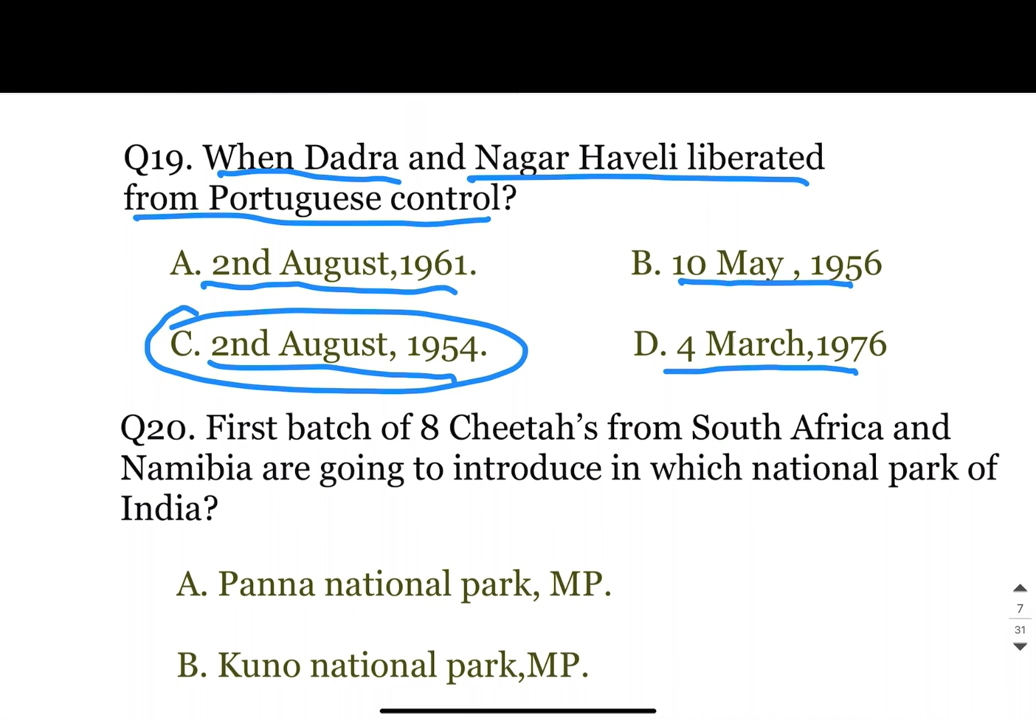 Q19. When Dadra and Nagar Haveli liberated
from Portuguese control?
A. 2nd August,1961.
B. 10 May , 1956
C. 2nd August, 1954.
D. 4 March,1976
Q20. First batch of 8 Cheetah’s from South Africa and
Namibia are going to introduce in which national park of
India?
A. Panna national park, MP.
B. Kuno national park,MP.
7
31